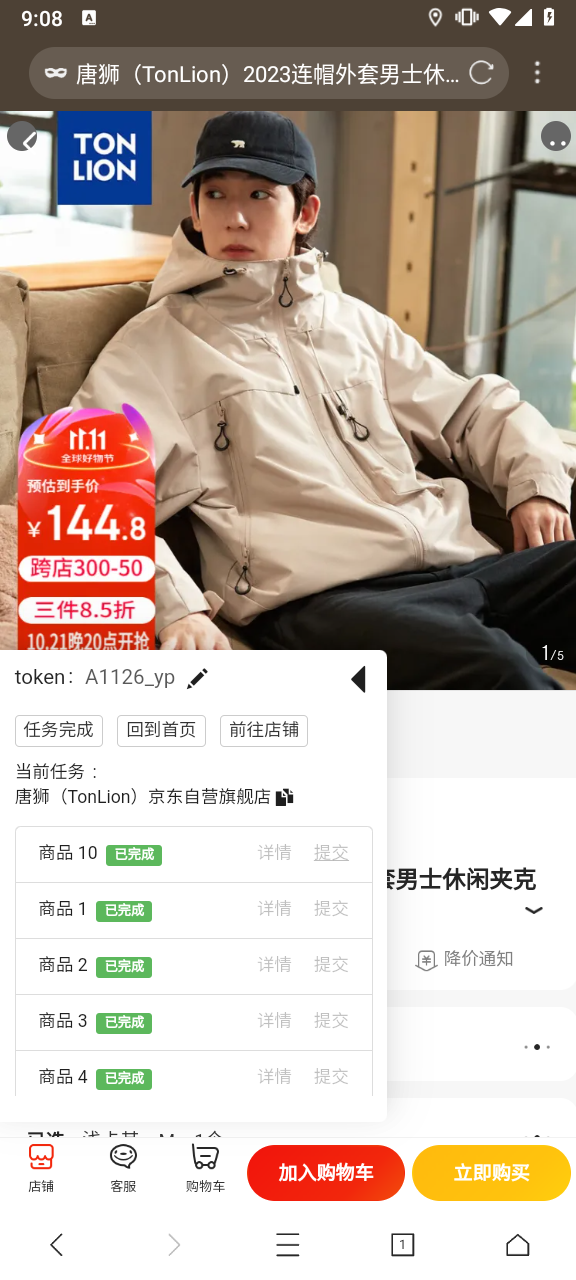 9:08
A
唐狮（TonLion）2023连帽外套男士休...
TON
LION
11.11
全球好物节
预估到手价
¥144.8
跨店300-50
三件8.5折
10.21晚20点开抢
1/5
token： A1126_yp
任务完成 回到首页 前往店铺
当前任务：
唐狮（TonLion）京东自营旗舰店
商品 10 已完成 详情 提交
商品 1 已完成 详情 提交
商品 2 已完成 详情 提交
商品 3 已完成 详情 提交
商品 4 已完成 详情 提交
套男士休闲夹克
降价通知
店铺 客服 购物车 加入购物车 立即购买
1